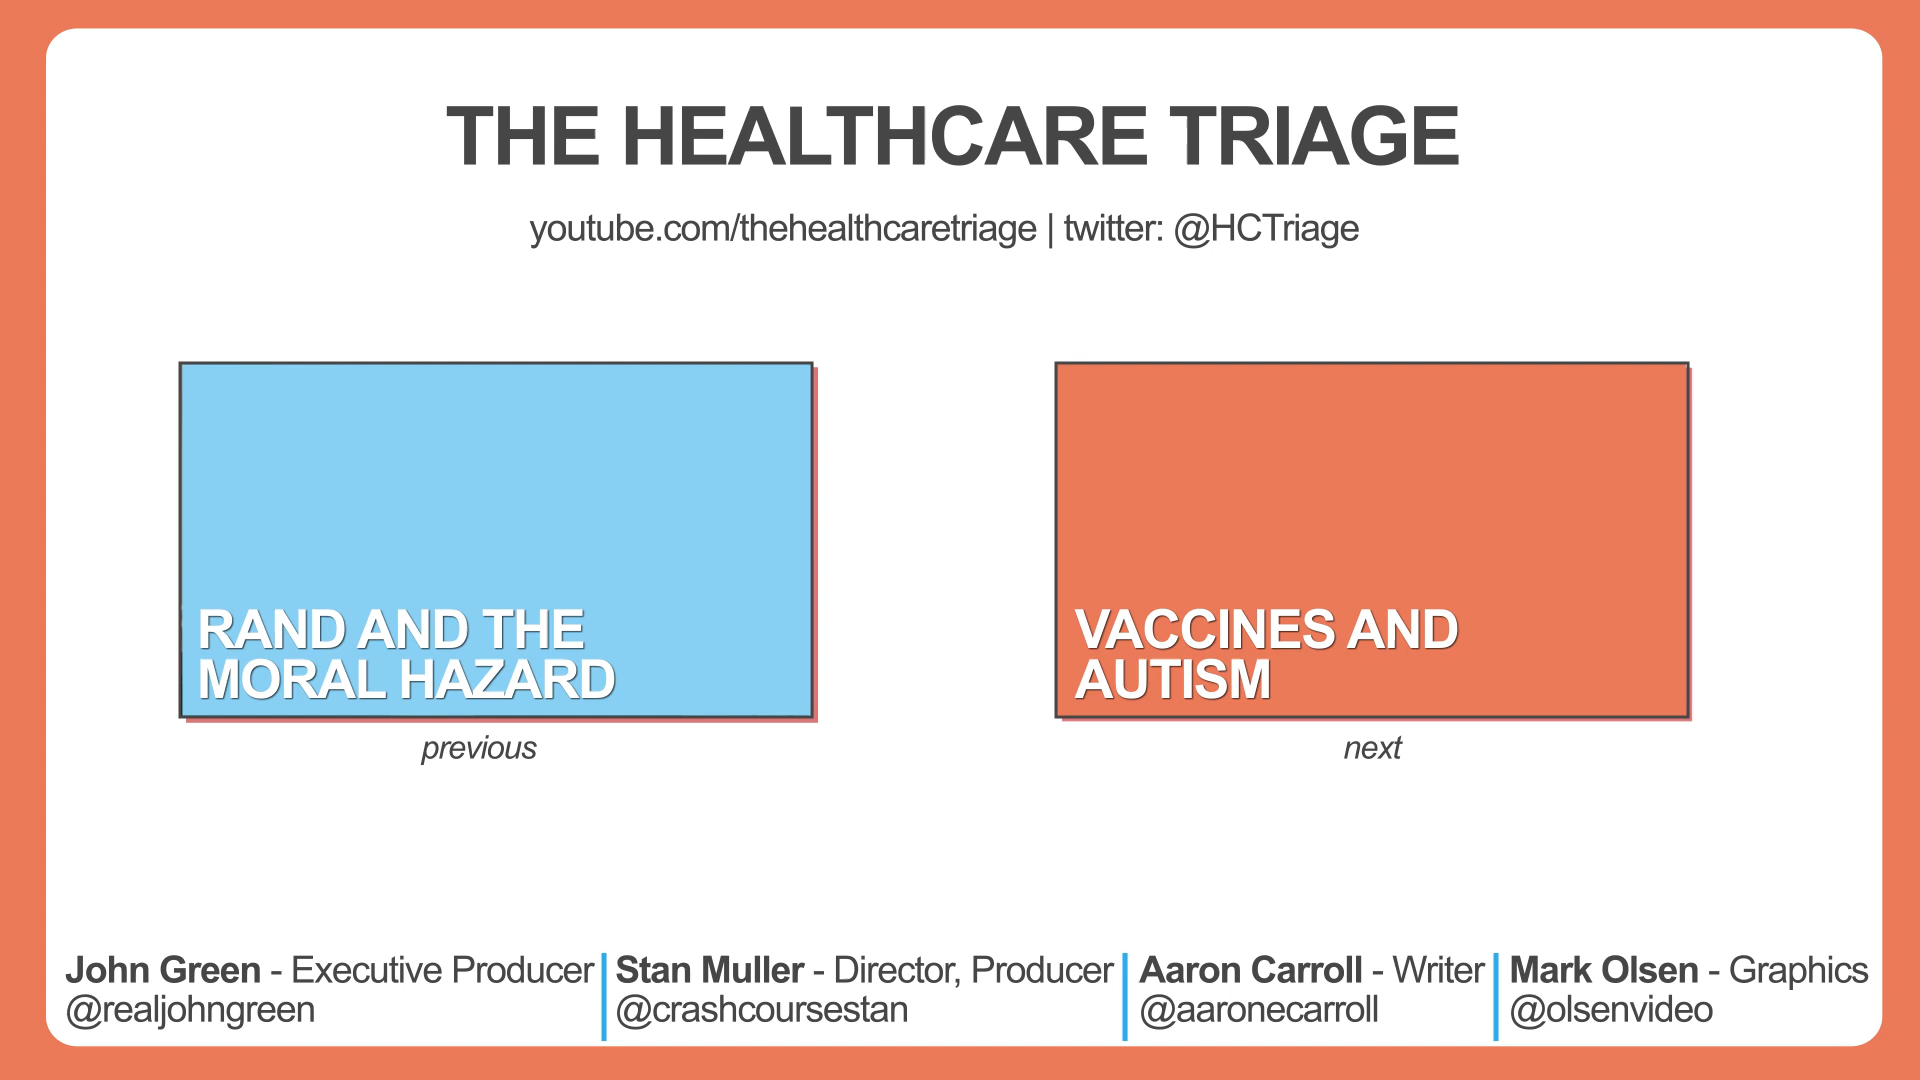 THE HEALTHCARE TRIAGE
youtube.com/thehealthcaretriage | twitter: @HCTriage
RAND AND THE
MORAL HAZARD
previous
VACCINES AND
AUTISM
next
John Green - Executive Producer
@realjohngreen
Stan Muller - Director, Producer
@crashcoursestan
Aaron Carroll - Writer
@aaronecarroll
Mark Olsen - Graphics
@olsenvideo